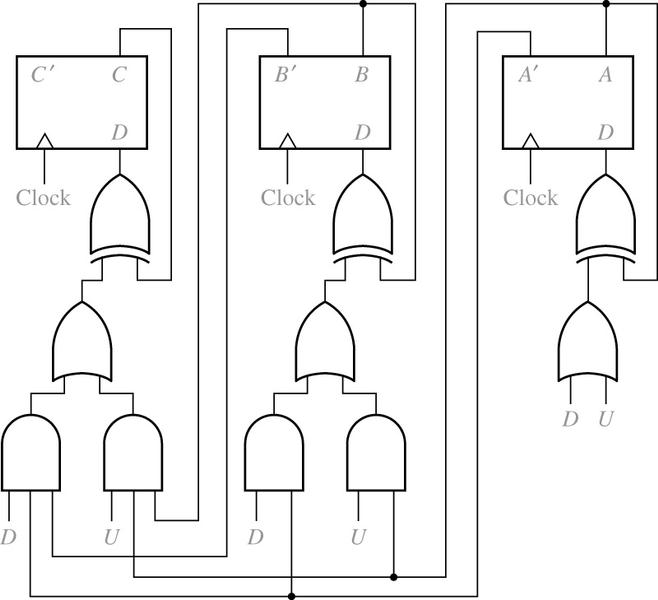 C′ C B′ B A′ A
D D D
Clock Clock Clock
D U
D U D U